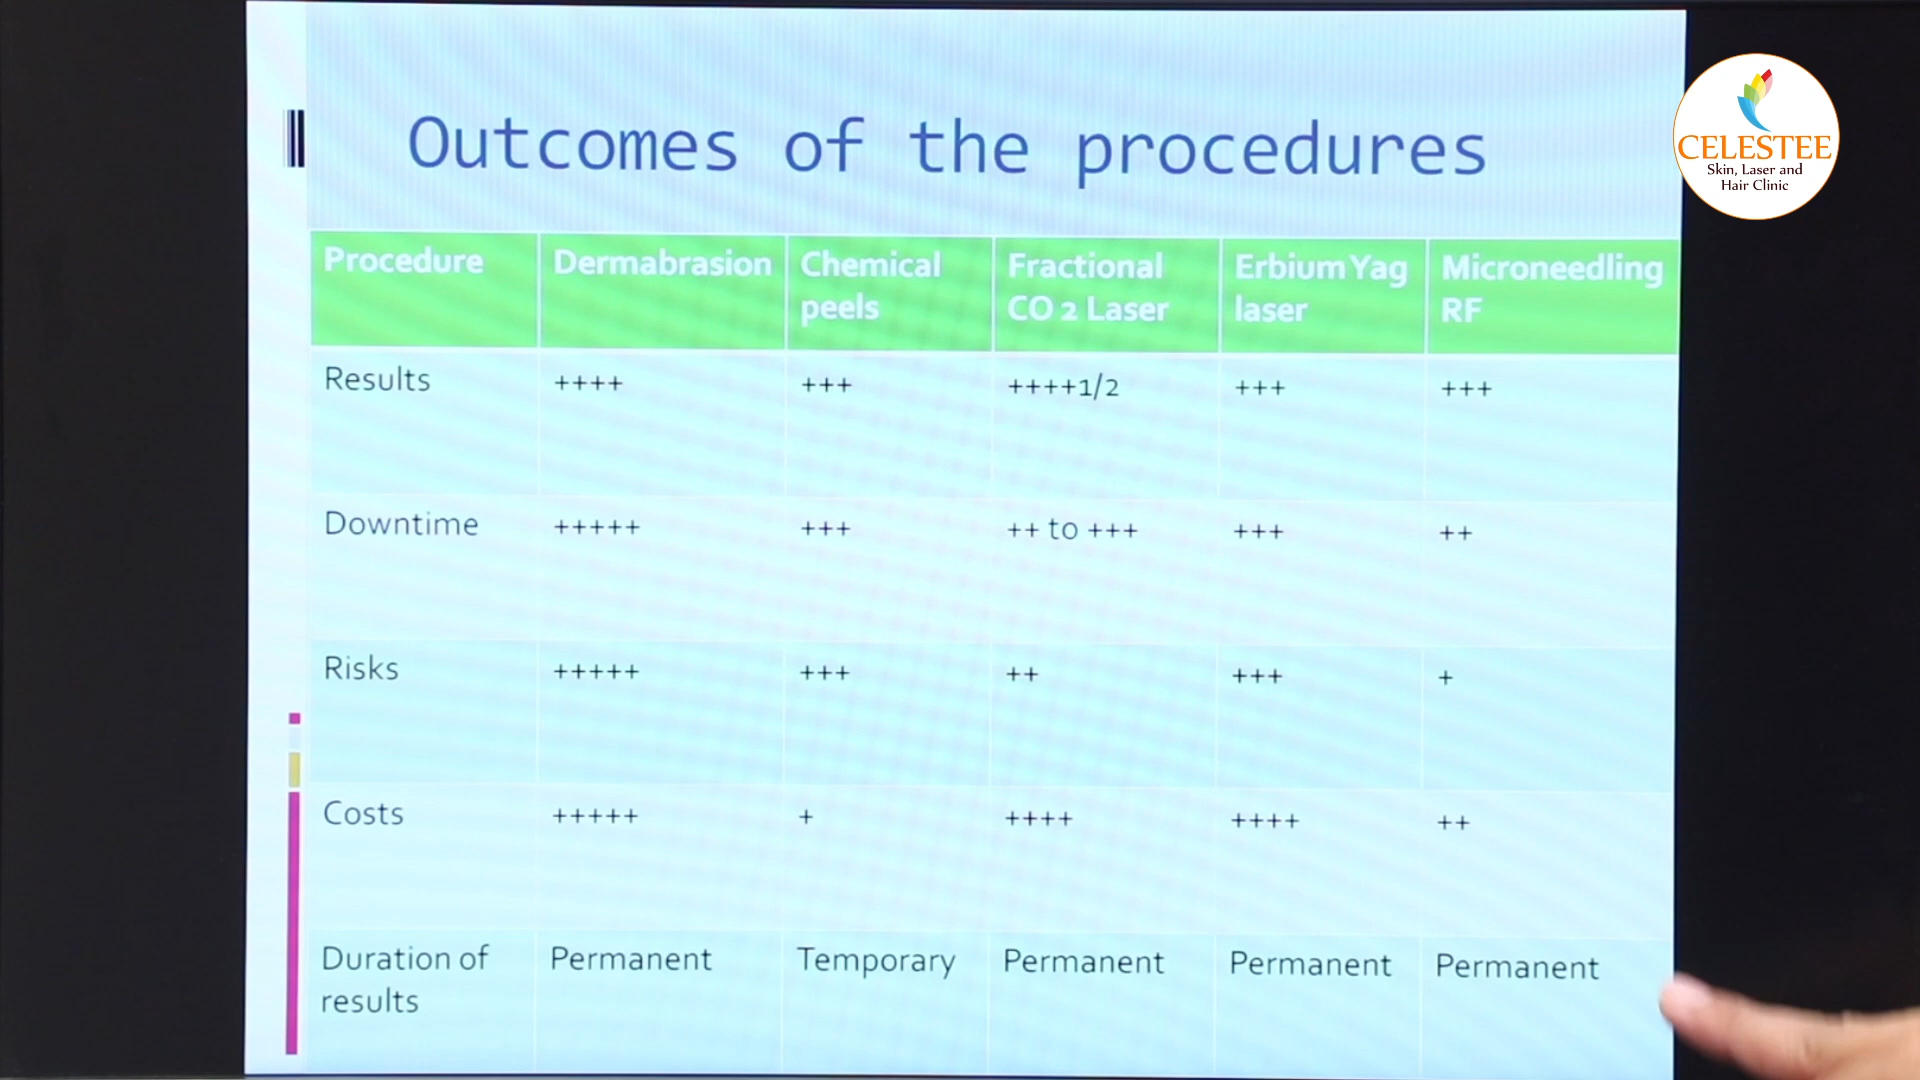 CELESTEE
Skin, Laser and
Hair Clinic
Outcomes of the procedures
Procedure Dermabrasion Chemical peels Fractional CO 2 Laser Erbium Yag laser Microneedling RF
Results ++++ +++ ++++1/2 +++ +++
Downtime +++++ +++ ++ to +++ +++ ++
Risks +++++ +++ ++ +++ +
Costs +++++ + ++++ ++++ ++
Duration of results Permanent Temporary Permanent Permanent Permanent